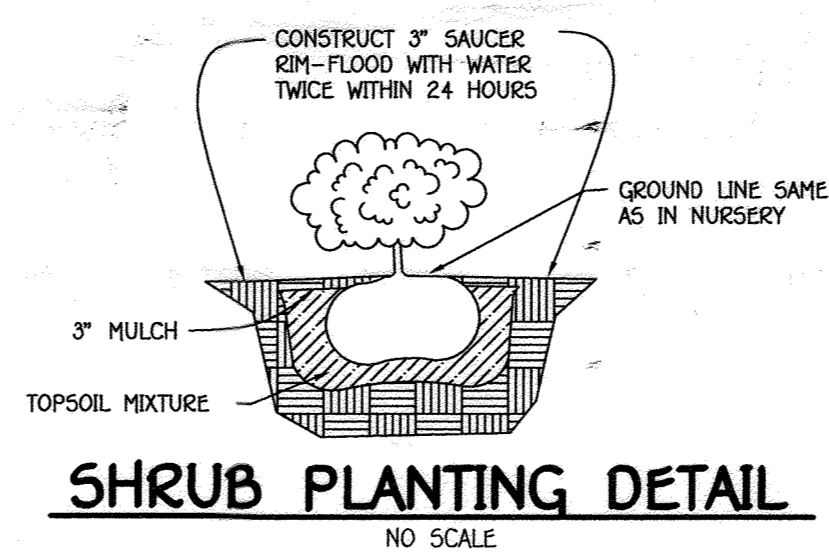 CONSTRUCT 3" SAUCER
RIM-FLOOD WITH WATER
TWICE WITHIN 24 HOURS
GROUND LINE SAME
AS IN NURSERY
3" MULCH
TOPSOIL MIXTURE
SHRUB PLANTING DETAIL
NO SCALE